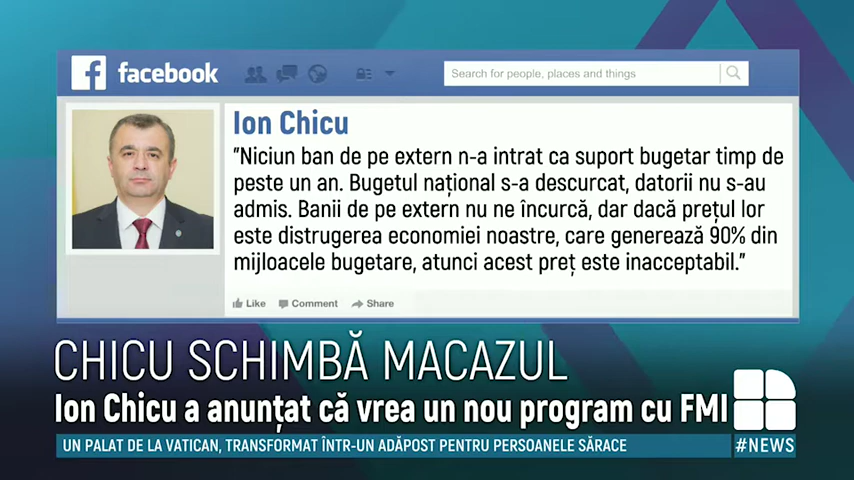 facebook
Search for people, places and things
Ion Chicu
"Niciun ban de pe extern n-a intrat ca suport bugetar timp de
peste un an. Bugetul național s-a descurcat, datorii nu s-au
admis. Banii de pe extern nu ne încurcă, dar dacă prețul lor
este distrugerea economiei noastre, care generează 90% din
mijloacele bugetare, atunci acest preț este inacceptabil."
Like Comment Share
CHICU SCHIMBĂ MACAZUL
Ion Chicu a anunțat că vrea un nou program cu FMI
UN PALAT DE LA VATICAN, TRANSFORMAT ÎNTR-UN ADĂPOST PENTRU PERSOANELE SĂRACE
#NEWS